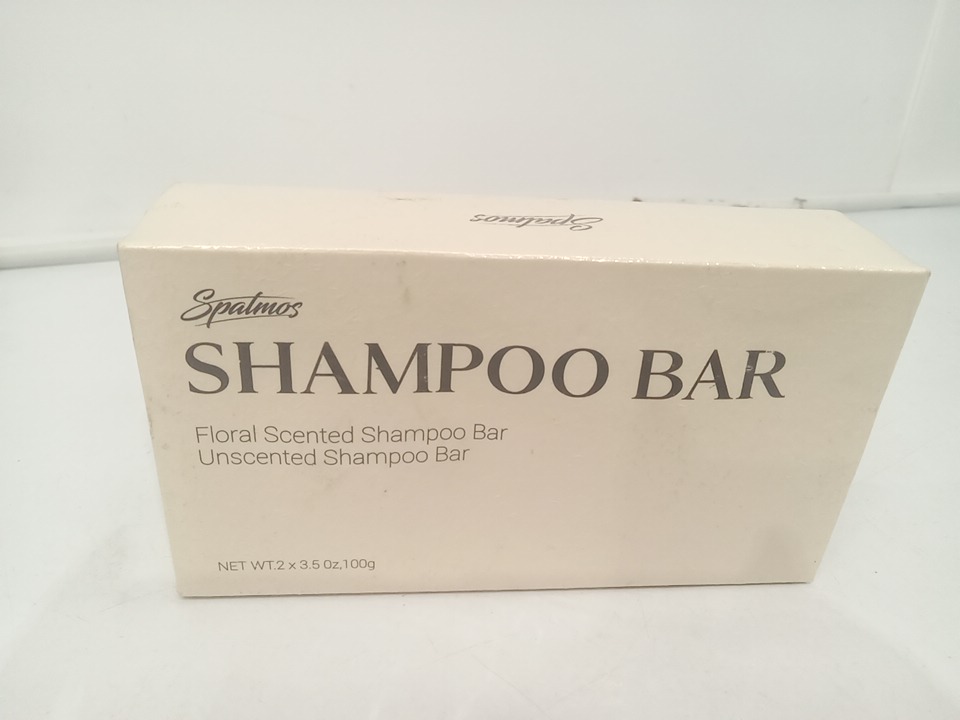 Spatmos
Spatmos
SHAMPOO BAR
Floral Scented Shampoo Bar
Unscented Shampoo Bar
NET WT.2 x 3.5 Oz,100g